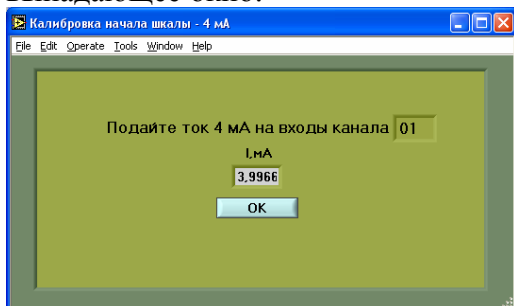 Калибровка начала шкалы - 4 мА
File Edit Operate Tools Window Help
Подайте ток 4 мА на входы канала 01
I,мА
3,9966
OK